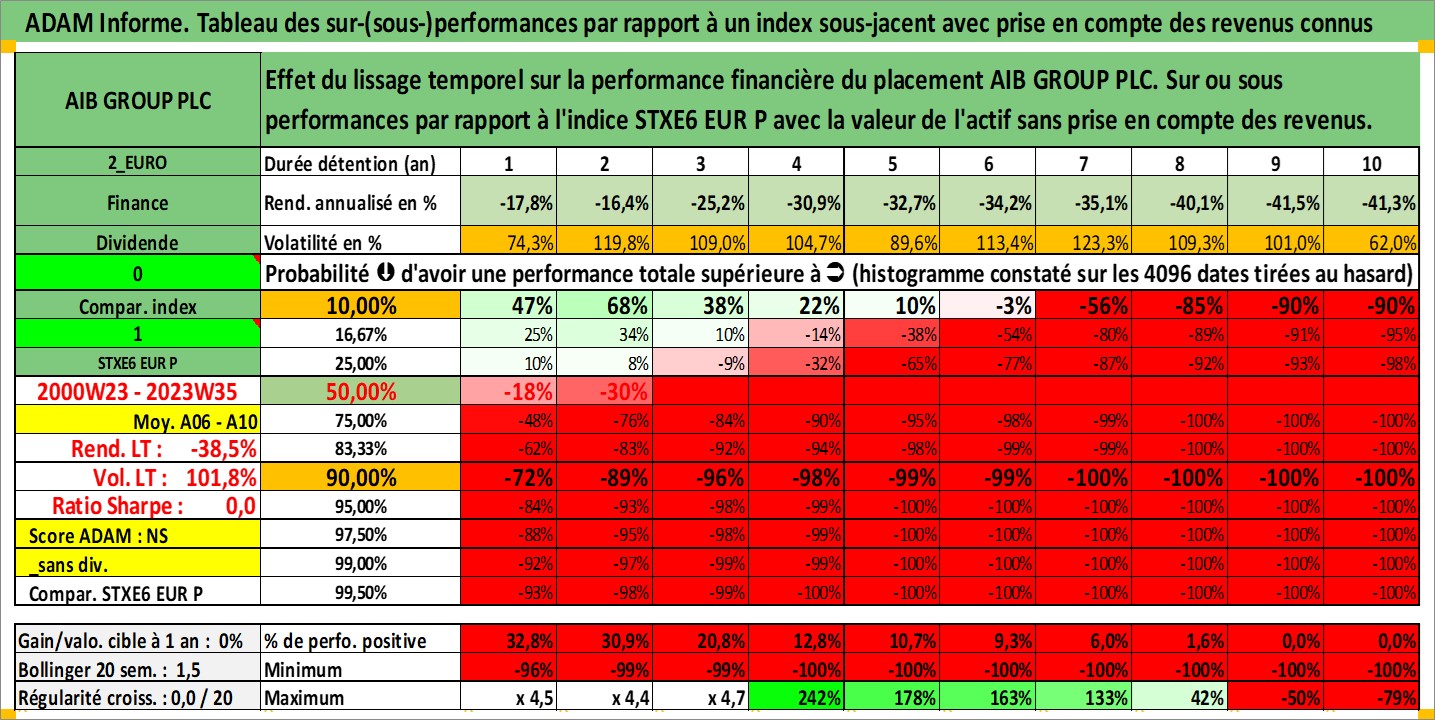 ADAM Informe. Tableau des sur-(sous-)performances par rapport à un index sous-jacent avec prise en compte des revenus connus
AIB GROUP PLC
Effet du lissage temporel sur la performance financière du placement AIB GROUP PLC. Sur ou sous
performances par rapport à l'indice STXE6 EUR P avec la valeur de l'actif sans prise en compte des revenus.
2_EURO Durée détention (an) 1 2 3 4 5 6 7 8 9 10
Finance Rend. annualisé en % -17,8% -16,4% -25,2% -30,9% -32,7% -34,2% -35,1% -40,1% -41,5% -41,3%
Dividende Volatilité en % 74,3% 119,8% 109,0% 104,7% 89,6% 113,4% 123,3% 109,3% 101,0% 62,0%
0 Probabilité d'avoir une performance totale supérieure à (histogramme constaté sur les 4096 dates tirées au hasard)
Compar. index 10,00% 47% 68% 38% 22% 10% -3% -56% -85% -90% -90%
1 16,67% 25% 34% 10% -14% -38% -54% -80% -89% -91% -95%
STXE6 EUR P 25,00% 10% 8% -9% -32% -65% -77% -87% -92% -93% -98%
2000W23 - 2023W35 50,00% -18% -30%
Moy. A06 - A10 75,00% -48% -76% -84% -90% -95% -98% -99% -100% -100% -100%
Rend. LT : -38,5% 83,33% -62% -83% -92% -94% -98% -99% -99% -100% -100% -100%
Vol. LT : 101,8% 90,00% -72% -89% -96% -98% -99% -99% -100% -100% -100% -100%
Ratio Sharpe : 0,0 95,00% -84% -93% -98% -99% -100% -100% -100% -100% -100% -100%
Score ADAM : NS 97,50% -88% -95% -98% -99% -100% -100% -100% -100% -100% -100%
_sans div. 99,00% -92% -97% -99% -99% -100% -100% -100% -100% -100% -100%
Compar. STXE6 EUR P 99,50% -93% -98% -99% -100% -100% -100% -100% -100% -100% -100%
Gain/valo. cible à 1 an : 0% % de perfo. positive 32,8% 30,9% 20,8% 12,8% 10,7% 9,3% 6,0% 1,6% 0,0% 0,0%
Bollinger 20 sem. : 1,5 Minimum -96% -99% -99% -100% -100% -100% -100% -100% -100% -100%
Régularité croiss. : 0,0 / 20 Maximum x 4,5 x 4,4 x 4,7 242% 178% 163% 133% 42% -50% -79%